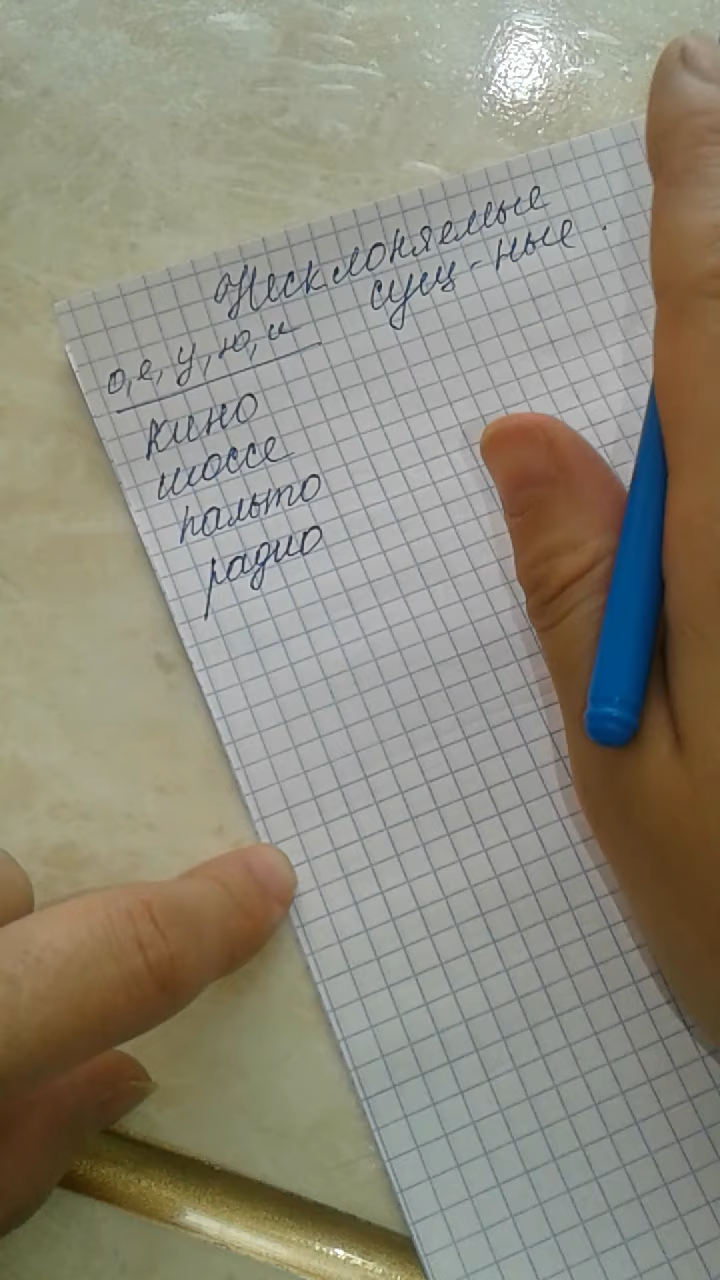 Несклоняемые
сущ-ные.
о, е, у, ю, и
кино
шоссе
пальто
радио